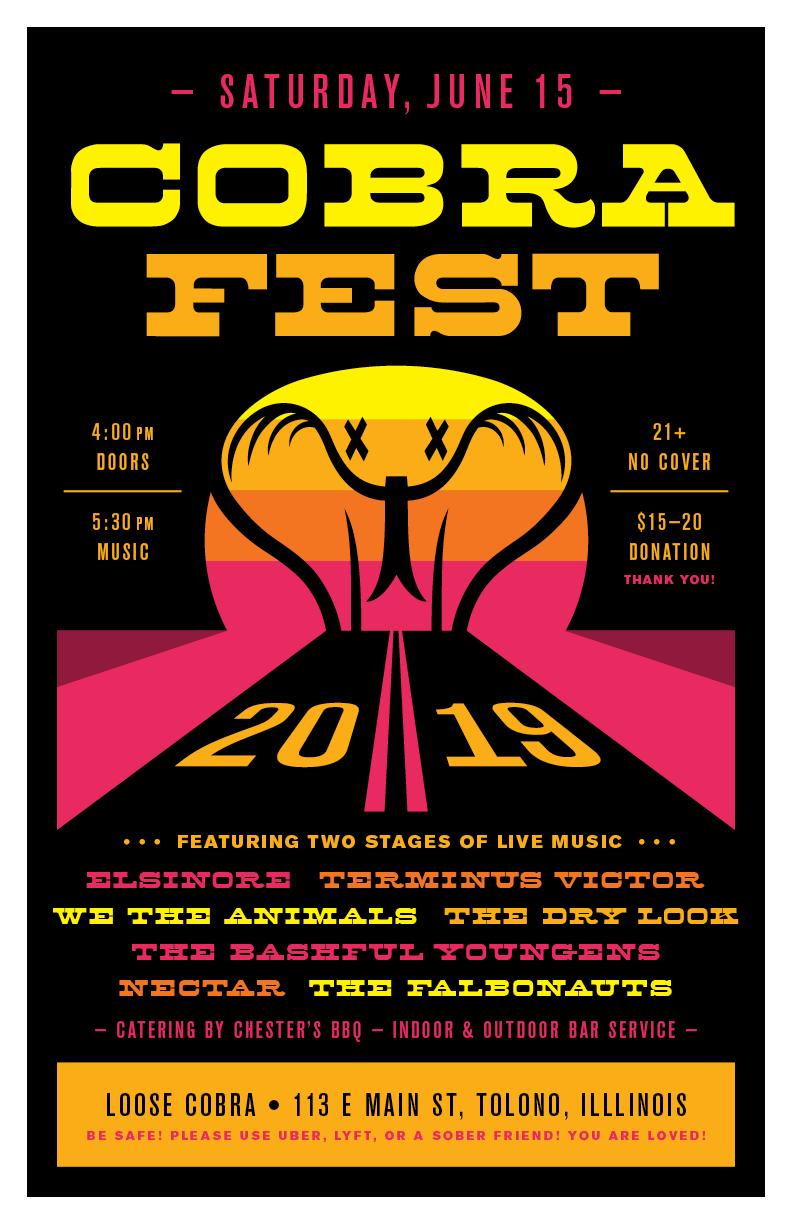 – SATURDAY, JUNE 15 –
COBRA
FEST
4:00 PM
DOORS
5:30 PM
MUSIC
21+
NO COVER
$15–20
DONATION
THANK YOU!
20 19
• • • FEATURING TWO STAGES OF LIVE MUSIC • • •
ELSINORE TERMINUS VICTOR
WE THE ANIMALS THE DRY LOOK
THE BASHFUL YOUNGENS
NECTAR THE FALBONAUTS
– CATERING BY CHESTER'S BBQ – INDOOR & OUTDOOR BAR SERVICE –
LOOSE COBRA • 113 E MAIN ST, TOLONO, ILLLINOIS
BE SAFE! PLEASE USE UBER, LYFT, OR A SOBER FRIEND! YOU ARE LOVED!